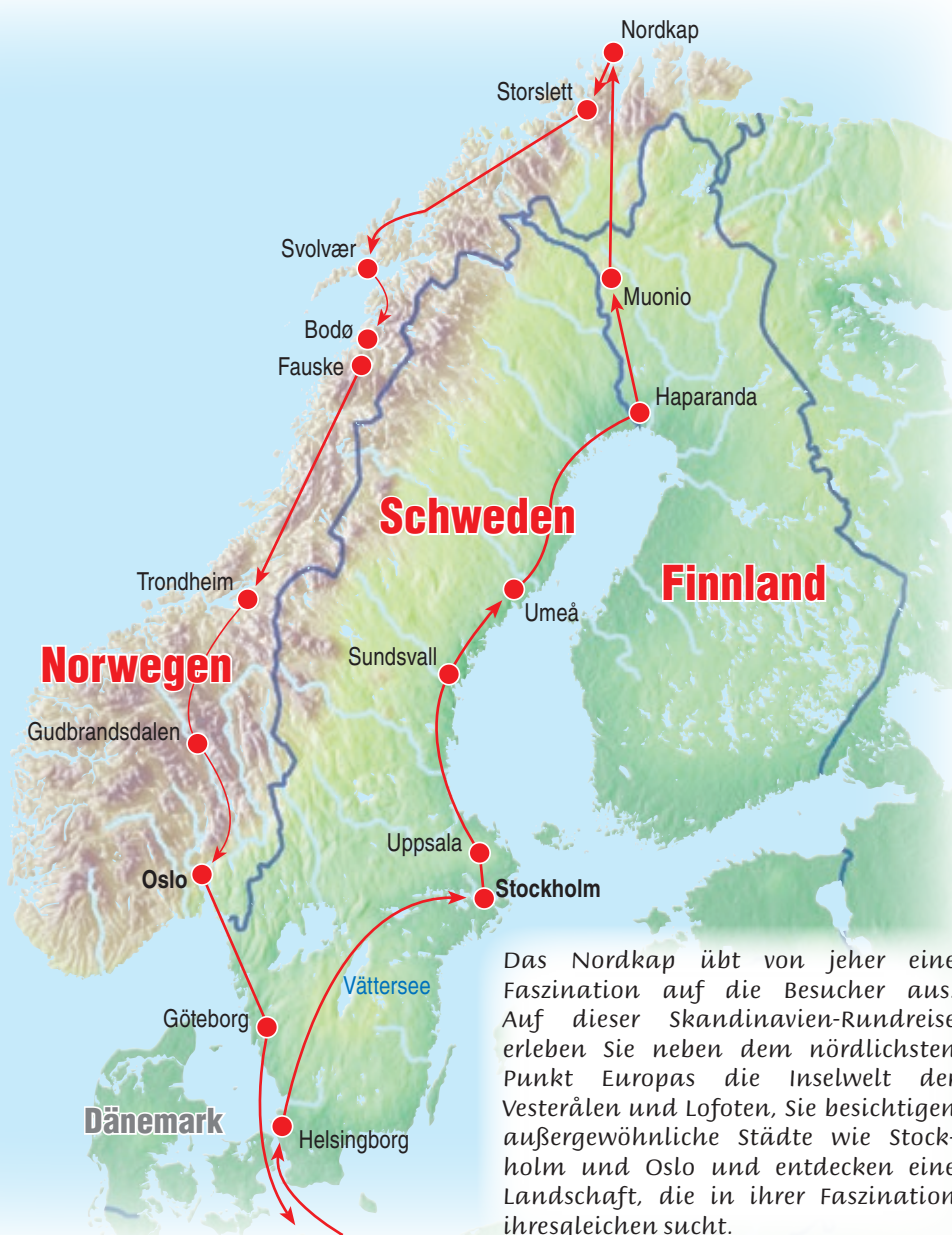 Nordkap
Storslett
Svolvær
Muonio
Bodø
Fauske
Haparanda
Schweden
Trondheim
Finnland
Umeå
Norwegen
Sundsvall
Gudbrandsdalen
Uppsala
Oslo
Stockholm
Vättersee
Göteborg
Dänemark
Helsingborg
Das Nordkap übt von jeher eine
Faszination auf die Besucher aus.
Auf dieser Skandinavien-Rundreise
erleben Sie neben dem nördlichsten
Punkt Europas die Inselwelt der
Vesterålen und Lofoten, Sie besichtigen
außergewöhnliche Städte wie Stock-
holm und Oslo und entdecken eine
Landschaft, die in ihrer Faszination
ihresgleichen sucht.